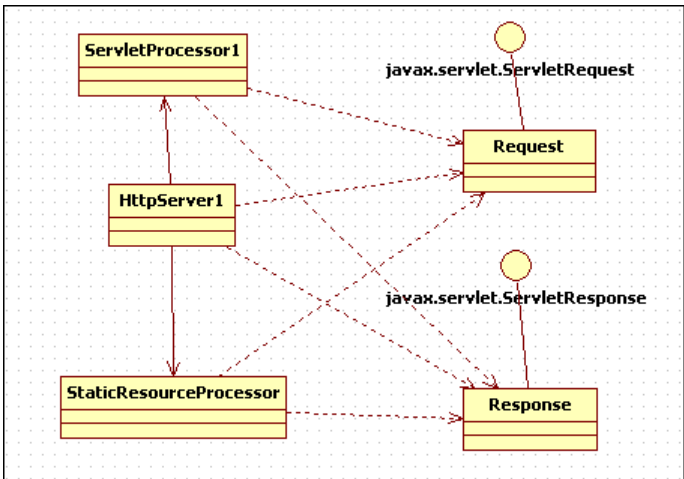 ServletProcessor1
javax.servlet.ServletRequest
Request
HttpServer1
javax.servlet.ServletResponse
StaticResourceProcessor
Response